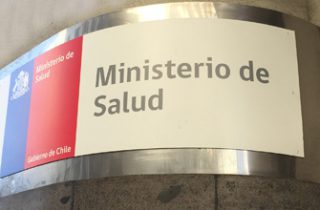 Ministerio de
Salud
Gobierno de Chile
Ministerio de
Salud